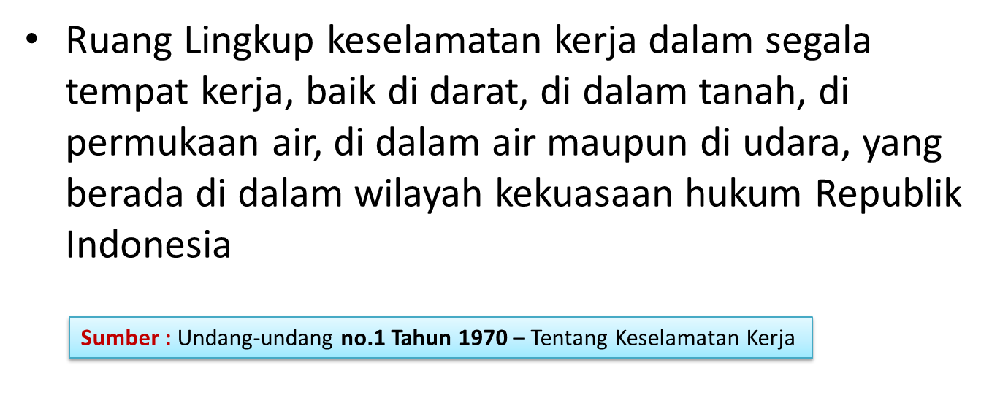 • Ruang Lingkup keselamatan kerja dalam segala
tempat kerja, baik di darat, di dalam tanah, di
permukaan air, di dalam air maupun di udara, yang
berada di dalam wilayah kekuasaan hukum Republik
Indonesia
Sumber : Undang-undang no.1 Tahun 1970 – Tentang Keselamatan Kerja